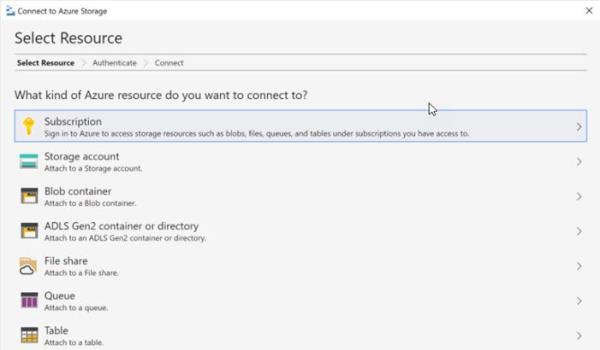 Connect to Azure Storage
Select Resource
Select Resource > Authenticate > Connect
What kind of Azure resource do you want to connect to?
Subscription
Sign in to Azure to access storage resources such as blobs, files, queues, and tables under subscriptions you have access to.
Storage account
Attach to a Storage account.
Blob container
Attach to a Blob container.
ADLS Gen2 container or directory
Attach to an ADLS Gen2 container or directory.
File share
Attach to a File share.
Queue
Attach to a queue.
Table
Attach to a table.